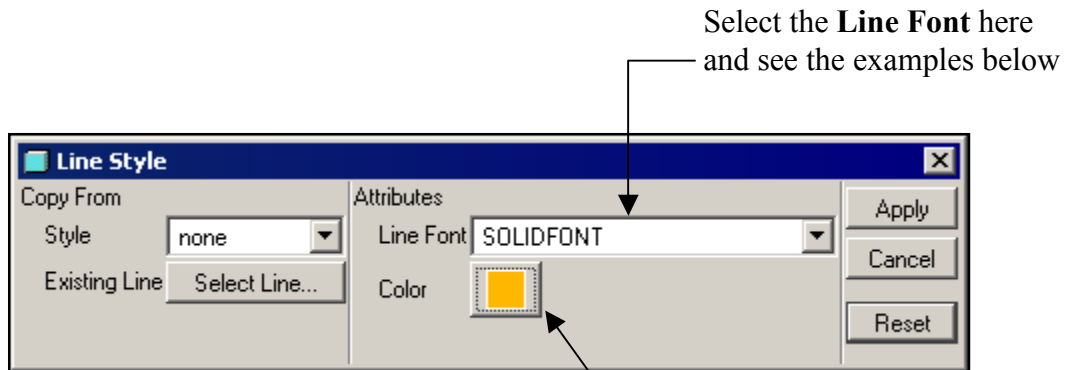 Select the Line Font here
and see the examples below
Line Style
Copy From
Style none
Existing Line Select Line...
Attributes
Line Font SOLIDFONT
Color
Apply
Cancel
Reset